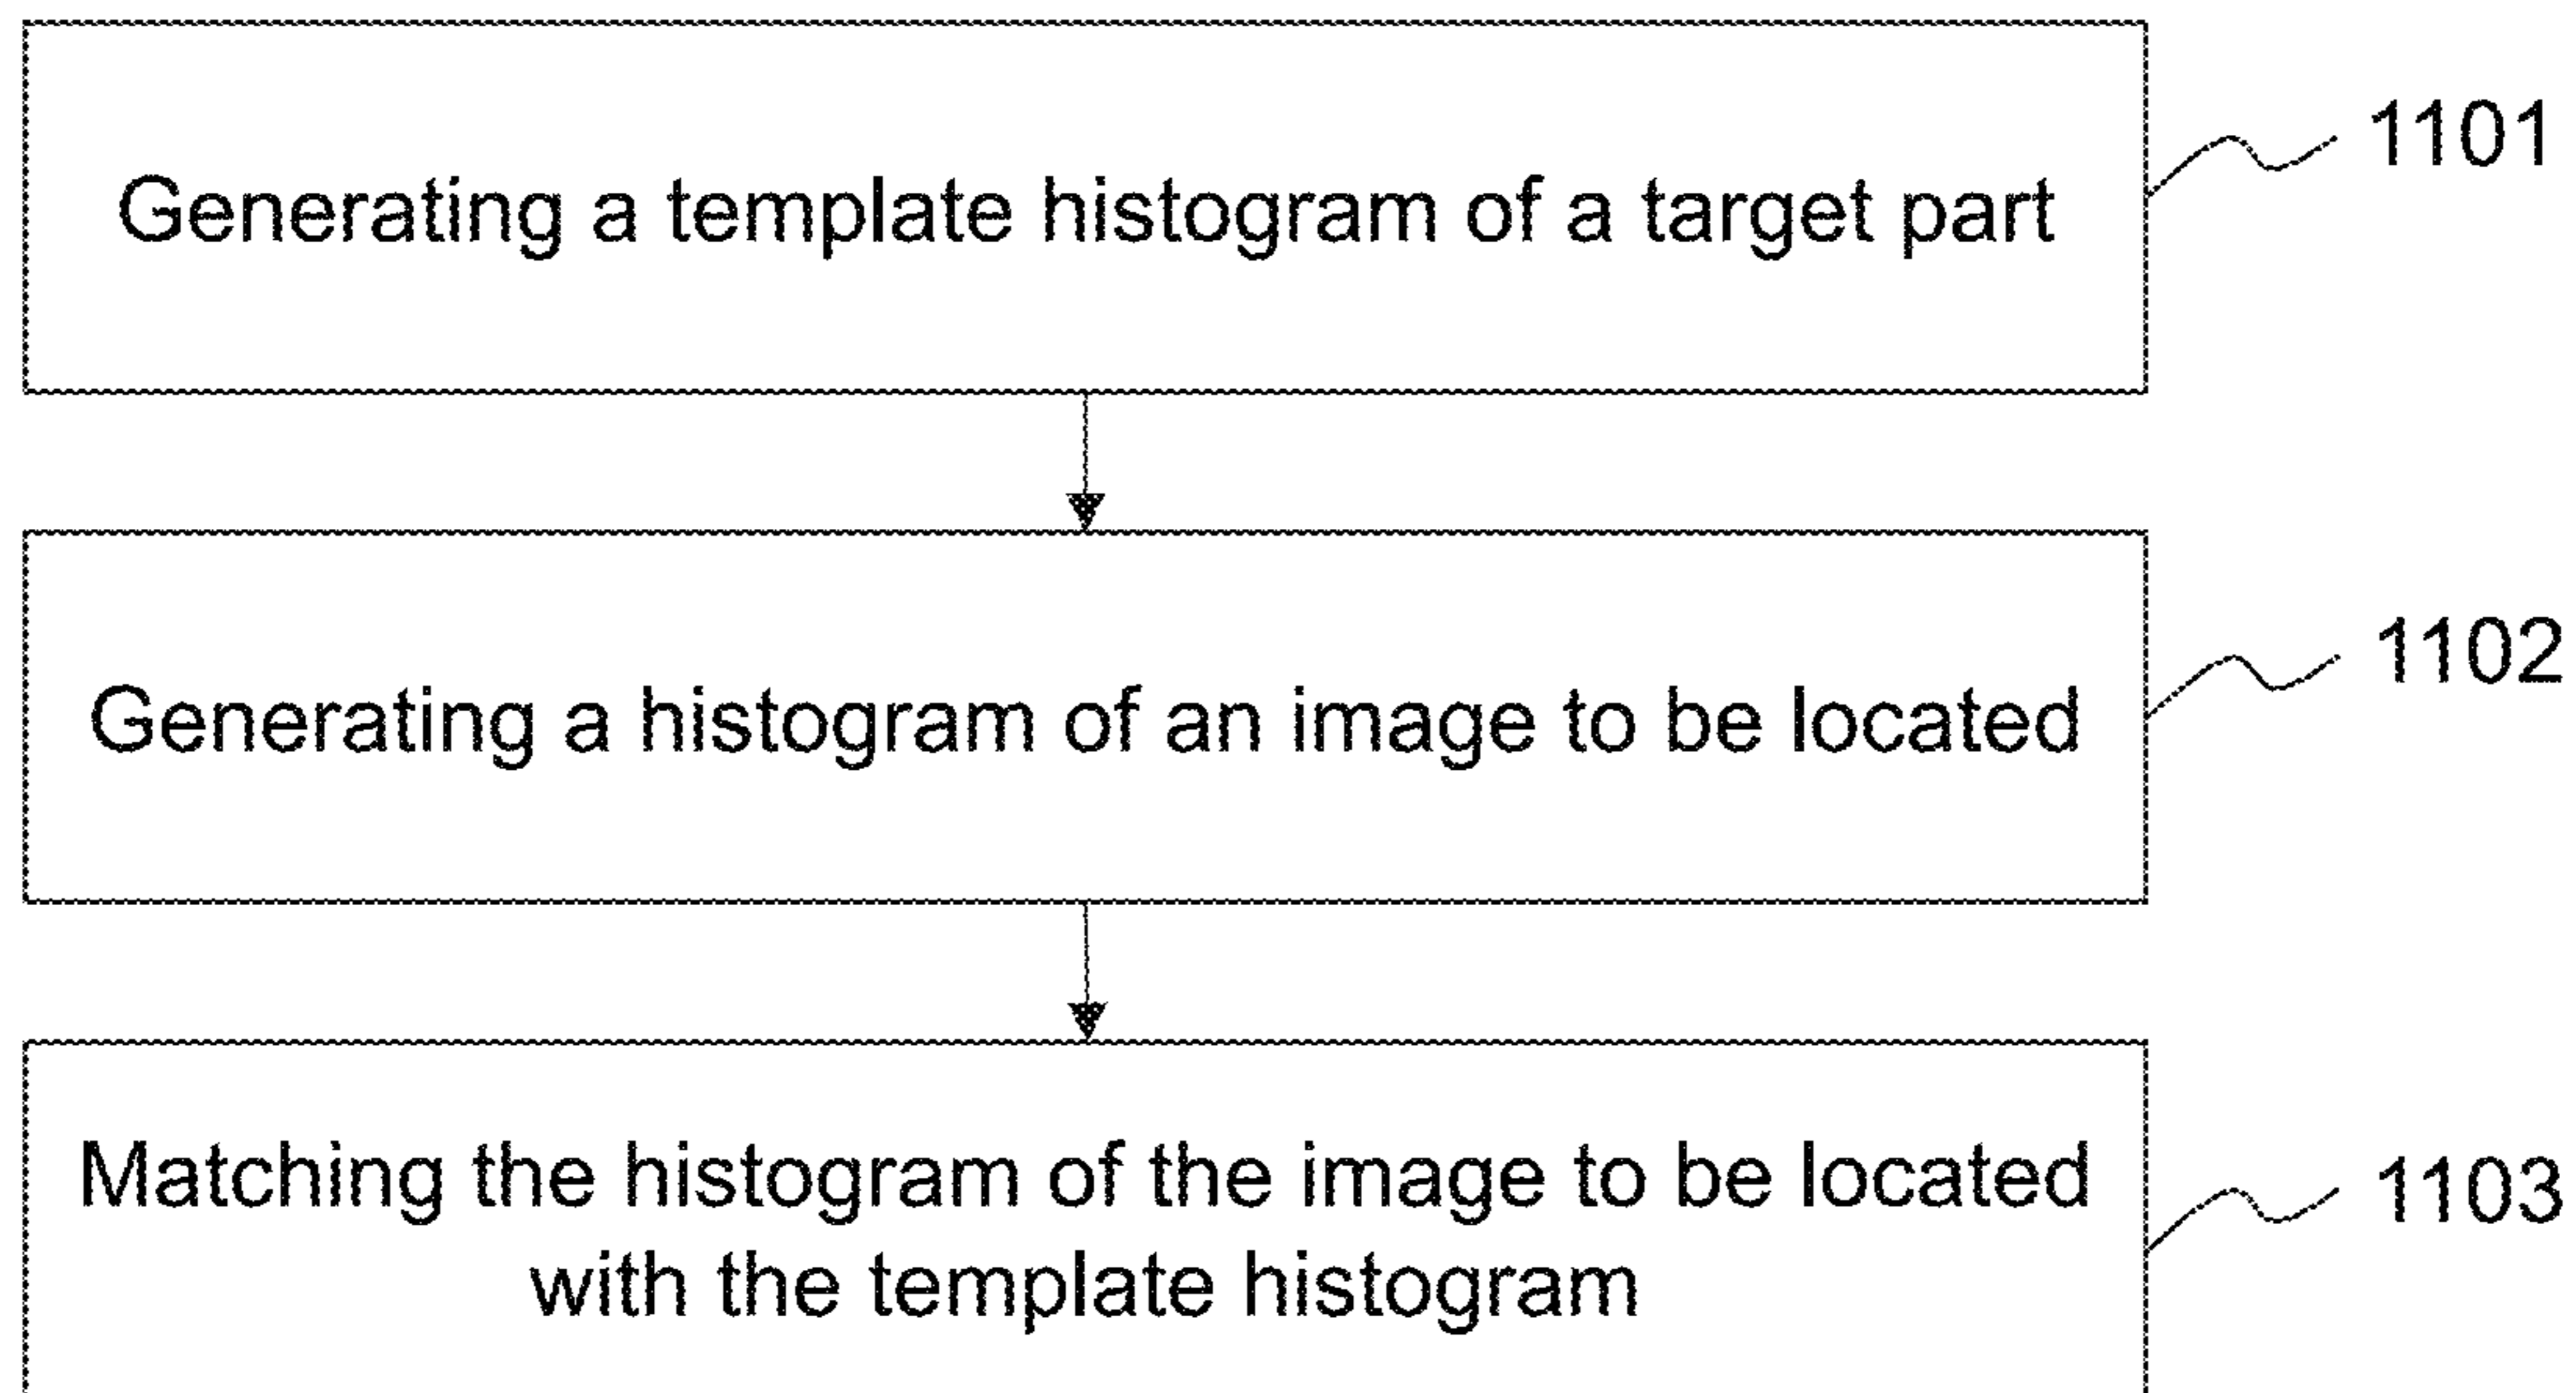 Generating a template histogram of a target part
1101
Generating a histogram of an image to be located
1102
Matching the histogram of the image to be located
with the template histogram
1103